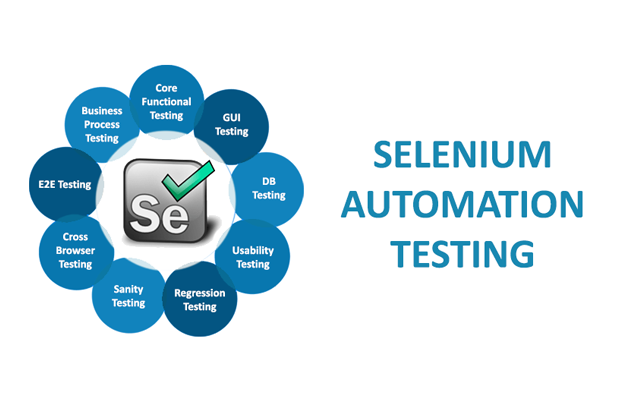 Core
Functional
Testing
GUI
Testing
DB
Testing
Usability
Testing
Regression
Testing
Sanity
Testing
Cross
Browser
Testing
E2E Testing
Business
Process
Testing
Se
SELENIUM
AUTOMATION
TESTING